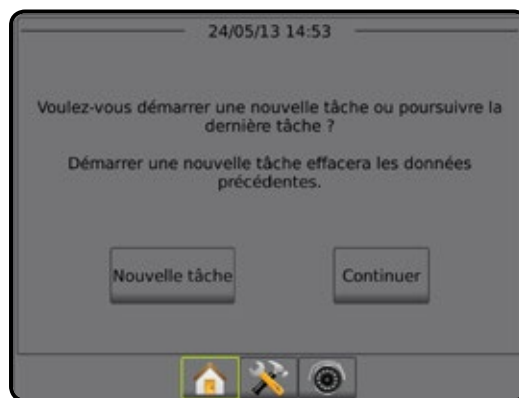 24/05/13 14:53
Voulez-vous démarrer une nouvelle tâche ou poursuivre la
dernière tâche ?
Démarrer une nouvelle tâche effacera les données
précédentes.
Nouvelle tâche
Continuer